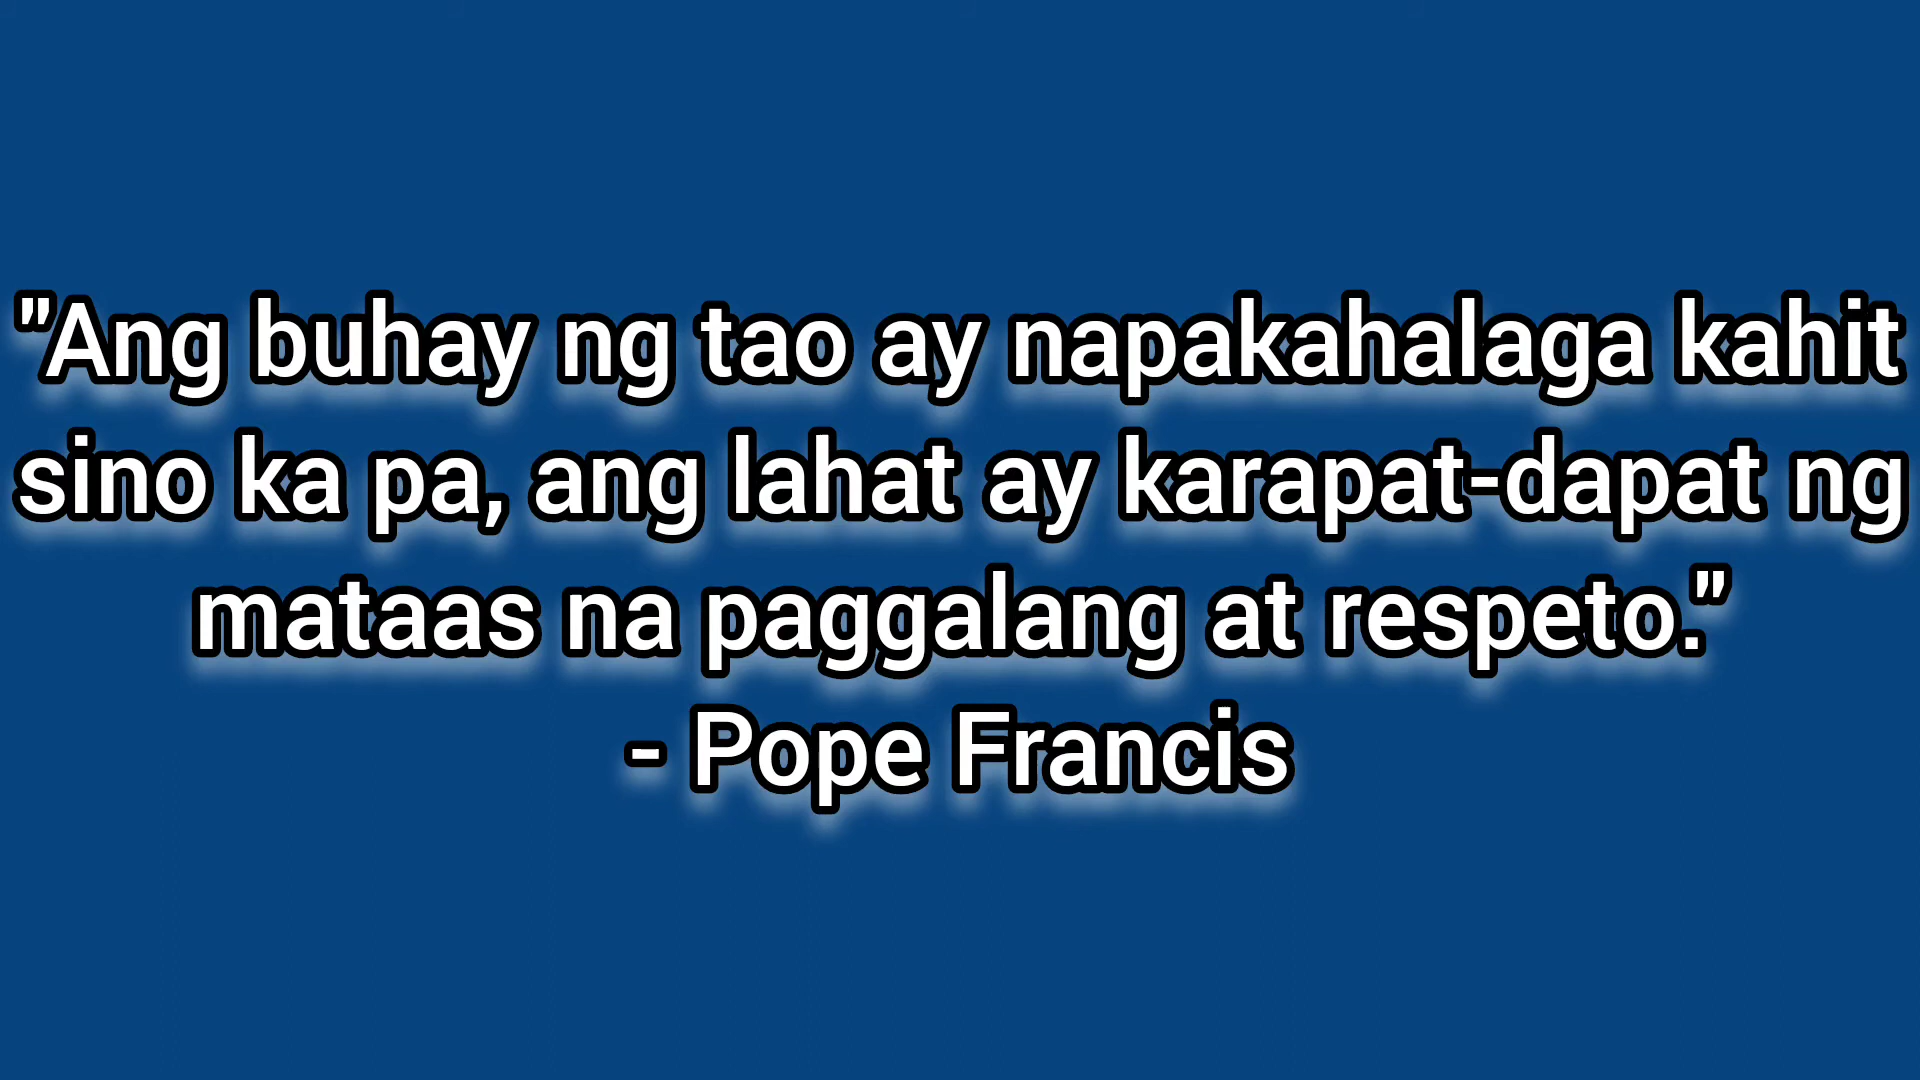 "Ang buhay ng tao ay napakahalaga kahit
sino ka pa, ang lahat ay karapat-dapat ng
mataas na paggalang at respeto."
- Pope Francis